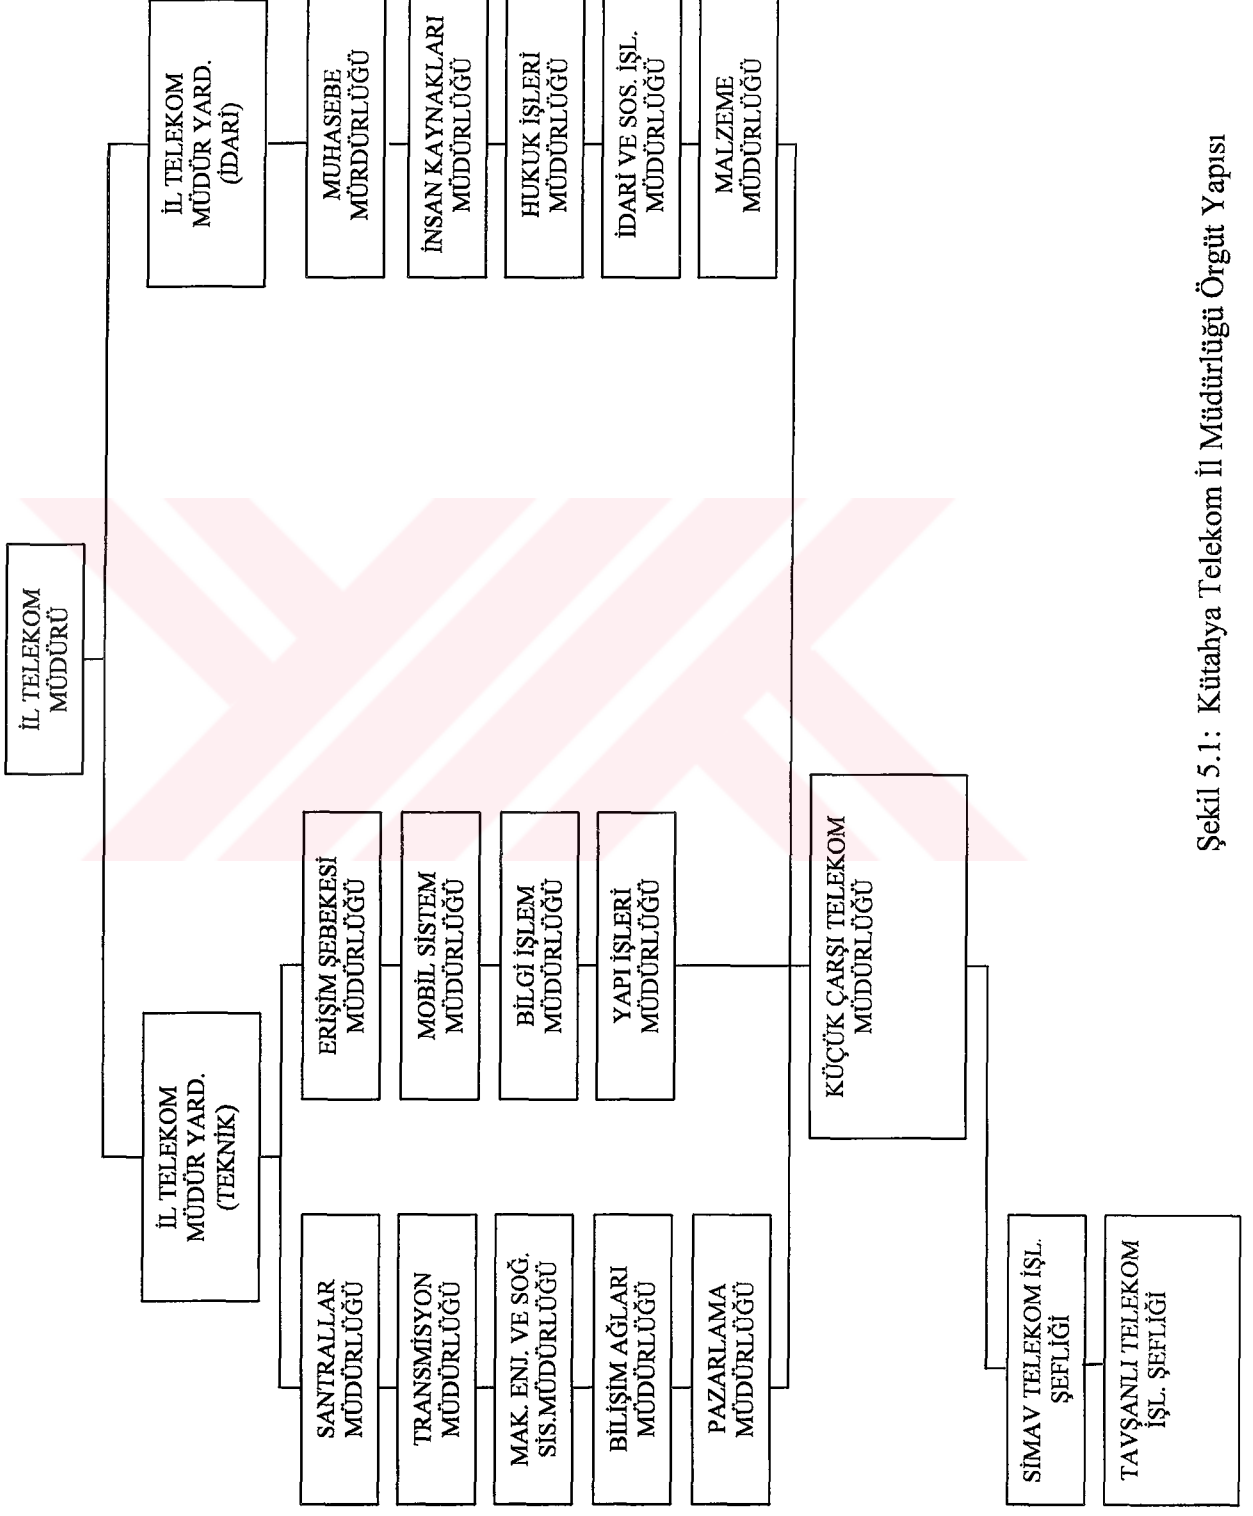 İL TELEKOM
MÜDÜRÜ
İL TELEKOM
MÜDÜR YARD.
(TEKNİK)
İL TELEKOM
MÜDÜR YARD.
(İDARİ)
SANTRALLAR
MÜDÜRLÜĞÜ
TRANSMİSYON
MÜDÜRLÜĞÜ
MAK. ENJ. VE SOĞ.
SİS.MÜDÜRLÜĞÜ
BİLİŞİM AĞLARI
MÜDÜRLÜĞÜ
PAZARLAMA
MÜDÜRLÜĞÜ
ERİŞİM ŞEBEKESİ
MÜDÜRLÜĞÜ
MOBİL SİSTEM
MÜDÜRLÜĞÜ
BİLGİ İŞLEM
MÜDÜRLÜĞÜ
YAPI İŞLERİ
MÜDÜRLÜĞÜ
MUHASEBE
MÜRDÜRLÜĞÜ
İNSAN KAYNAKLARI
MÜDÜRLÜĞÜ
HUKUK İŞLERİ
MÜDÜRLÜĞÜ
İDARİ VE SOS. İŞL.
MÜDÜRLÜĞÜ
MALZEME
MÜDÜRLÜĞÜ
KÜÇÜK ÇARŞI TELEKOM
MÜDÜRLÜĞÜ
SİMAV TELEKOM İŞL.
ŞEFLİĞİ
TAVŞANLI TELEKOM
İŞL. ŞEFLİĞİ
Şekil 5.1: Kütahya Telekom İl Müdürlüğü Örgüt Yapısı